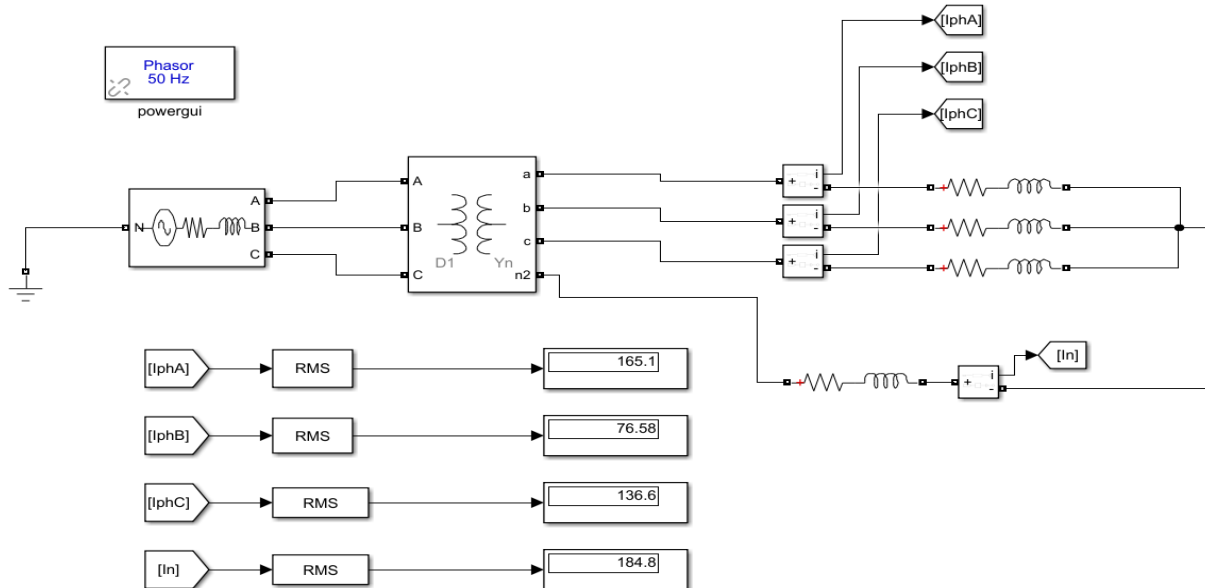 [IphA]
Phasor
50 Hz
powergui
[IphB]
[IphC]
N
A
B
C
A
B
C
D1
Yn
a
b
c
n2
+
i
-
+
i
-
+
i
-
+
+
+
+
+
i
-
[In]
[IphA]
RMS
165.1
[IphB]
RMS
76.58
[IphC]
RMS
136.6
[In]
RMS
184.8